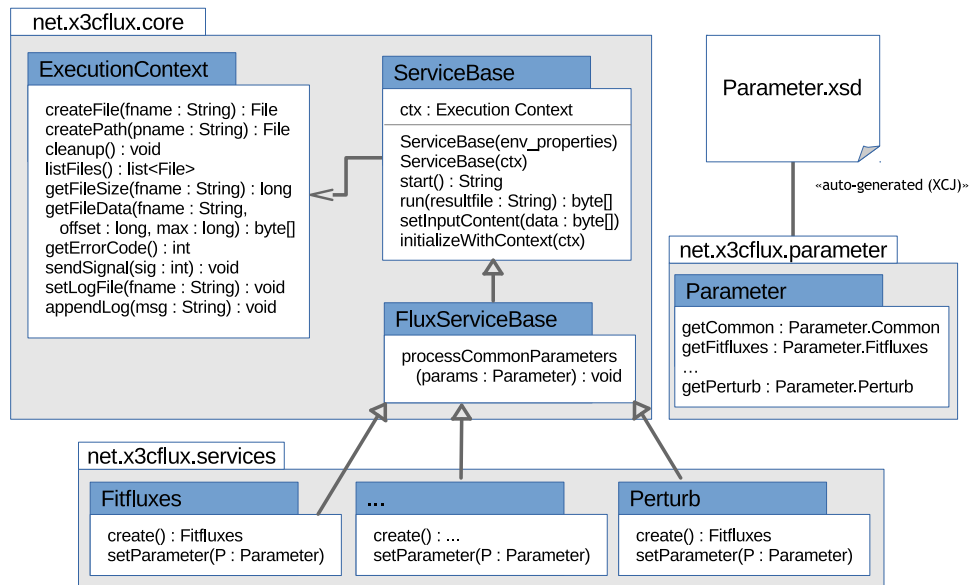 net.x3cflux.core
ExecutionContext
createFile(fname : String) : File
createPath(pname : String) : File
cleanup() : void
listFiles() : list<File>
getFileSize(fname : String) : long
getFileData(fname : String,
offset : long, max : long) : byte[]
getErrorCode() : int
sendSignal(sig : int) : void
setLogFile(fname : String) : void
appendLog(msg : String) : void
ServiceBase
ctx : Execution Context
ServiceBase(env_properties)
ServiceBase(ctx)
start() : String
run(resultfile : String) : byte[]
setInputContent(data : byte[])
initializeWithContext(ctx)
FluxServiceBase
processCommonParameters
(params : Parameter) : void
Parameter.xsd
«auto-generated (XCJ)»
net.x3cflux.parameter
Parameter
getCommon : Parameter.Common
getFitfluxes : Parameter.Fitfluxes
...
getPerturb : Parameter.Perturb
net.x3cflux.services
Fitfluxes
create() : Fitfluxes
setParameter(P : Parameter)
...
create() : ...
setParameter(P : Parameter)
Perturb
create() : Fitfluxes
setParameter(P : Parameter)